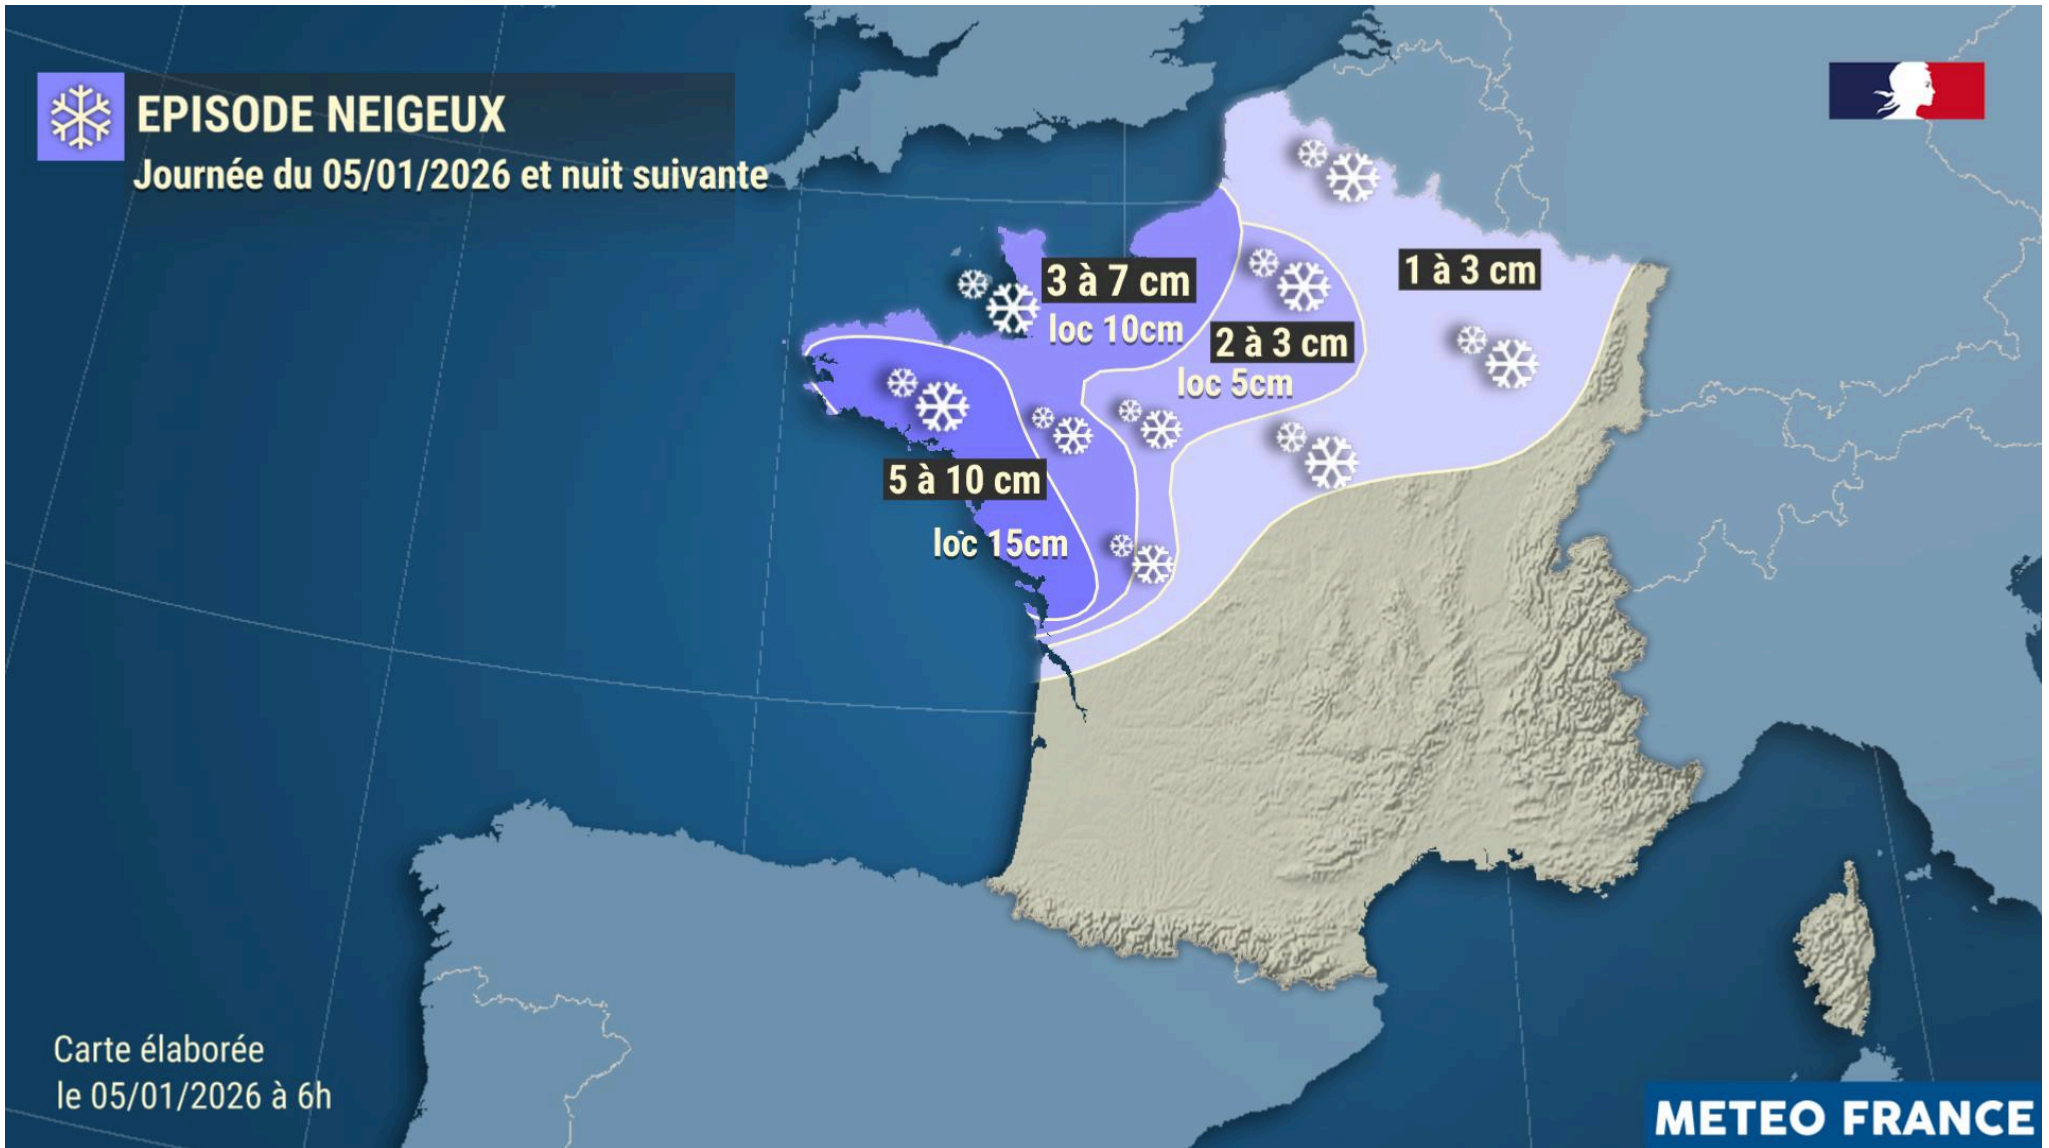 EPISODE NEIGEUX
Journée du 05/01/2026 et nuit suivante
1 à 3 cm
3 à 7 cm
loc 10cm
2 à 3 cm
loc 5cm
5 à 10 cm
loc 15cm
Carte élaborée
le 05/01/2026 à 6h
METEO FRANCE